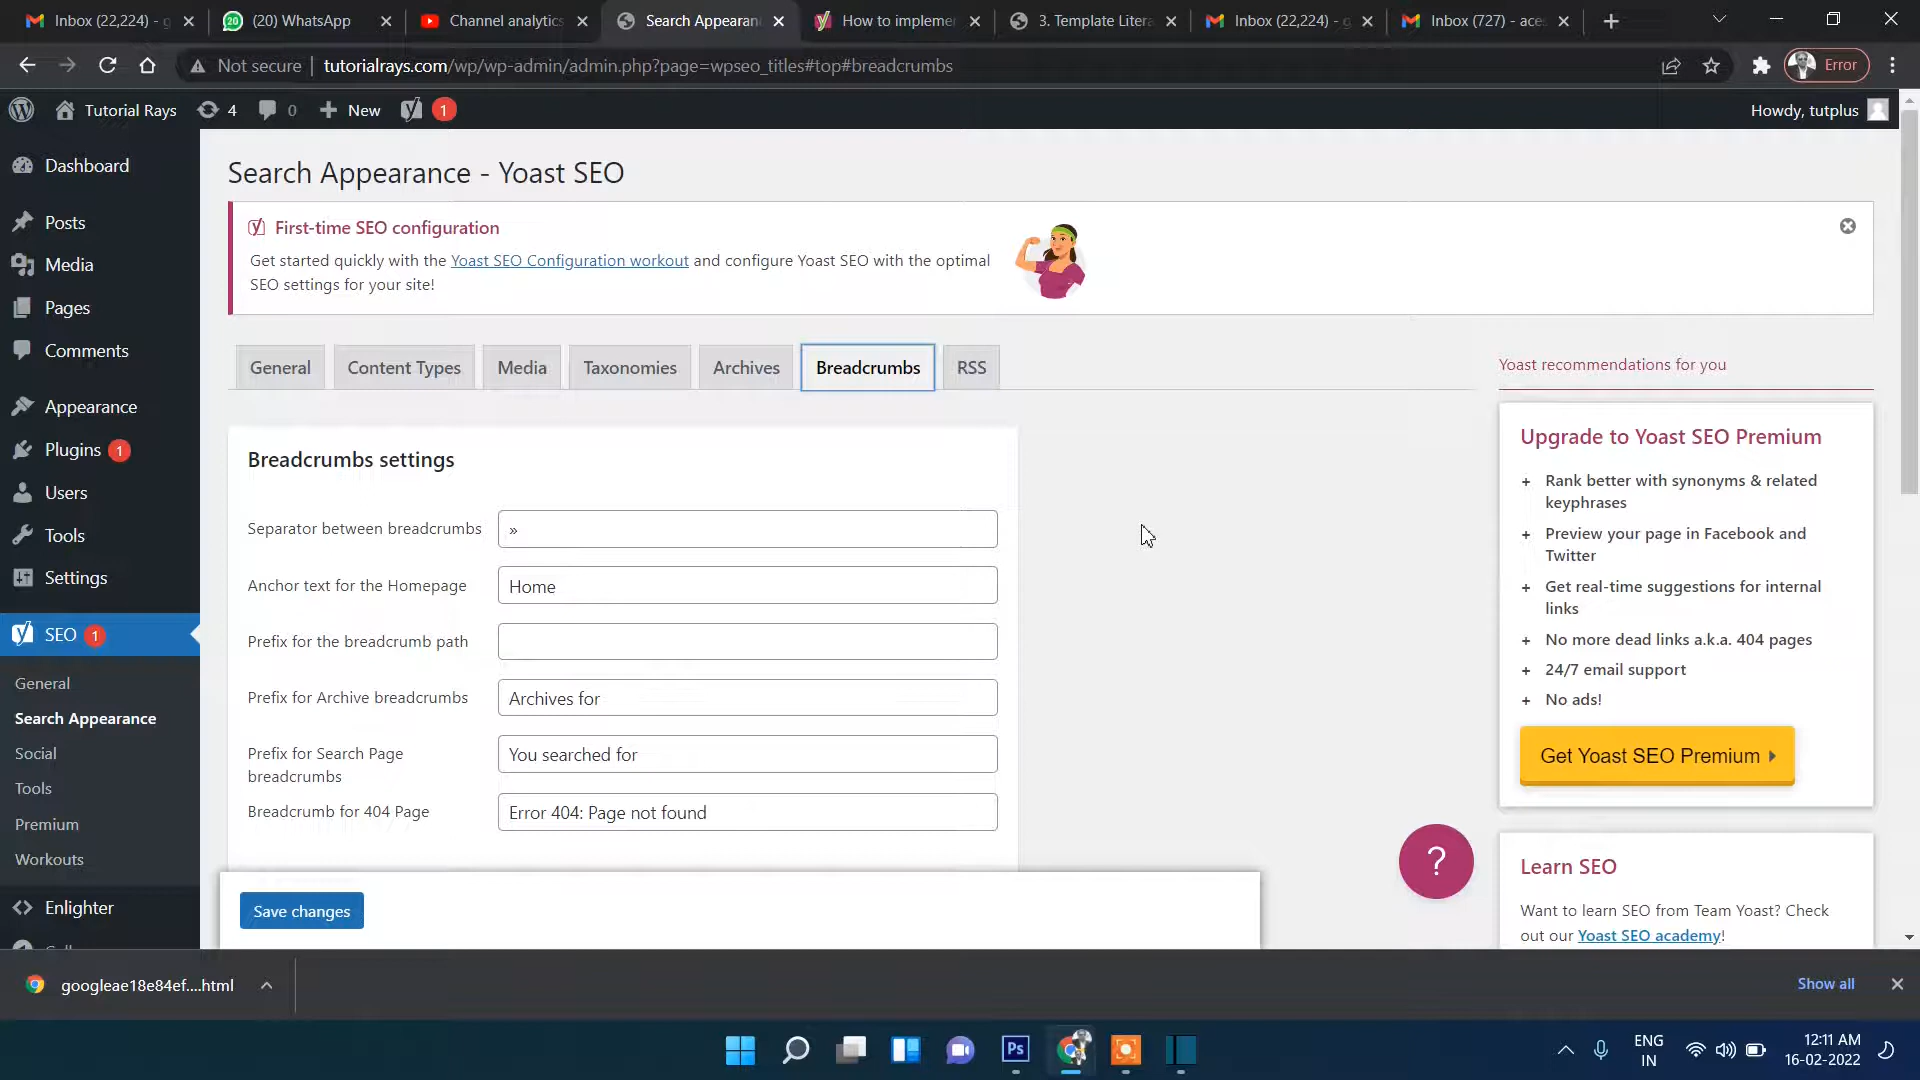 Inbox (22,224) - g
(20) WhatsApp
Channel analytics
Search Appearan
How to impleme
3. Template Litera
Inbox (22,224) - g
Inbox (727) - ace
Not secure
tutorialrays.com/wp/wp-admin/admin.php?page=wpseo_titles#top#breadcrumbs
Error
Tutorial Rays
4
0
New
1
Howdy, tutplus
Dashboard
Posts
Media
Pages
Comments
Appearance
Plugins 1
Users
Tools
Settings
SEO 1
General
Search Appearance
Social
Tools
Premium
Workouts
Enlighter
Search Appearance - Yoast SEO
First-time SEO configuration
Get started quickly with the Yoast SEO Configuration workout and configure Yoast SEO with the optimal
SEO settings for your site!
General
Content Types
Media
Taxonomies
Archives
Breadcrumbs
RSS
Breadcrumbs settings
Separator between breadcrumbs
»
Anchor text for the Homepage
Home
Prefix for the breadcrumb path
Prefix for Archive breadcrumbs
Archives for
Prefix for Search Page
breadcrumbs
You searched for
Breadcrumb for 404 Page
Error 404: Page not found
Save changes
Yoast recommendations for you
Upgrade to Yoast SEO Premium
+ Rank better with synonyms & related
keyphrases
+ Preview your page in Facebook and
Twitter
+ Get real-time suggestions for internal
links
+ No more dead links a.k.a. 404 pages
+ 24/7 email support
+ No ads!
Get Yoast SEO Premium
?
Learn SEO
Want to learn SEO from Team Yoast? Check
out our Yoast SEO academy!
googleae18e84ef....html
Show all
Ps
ENG
IN
12:11 AM
16-02-2022